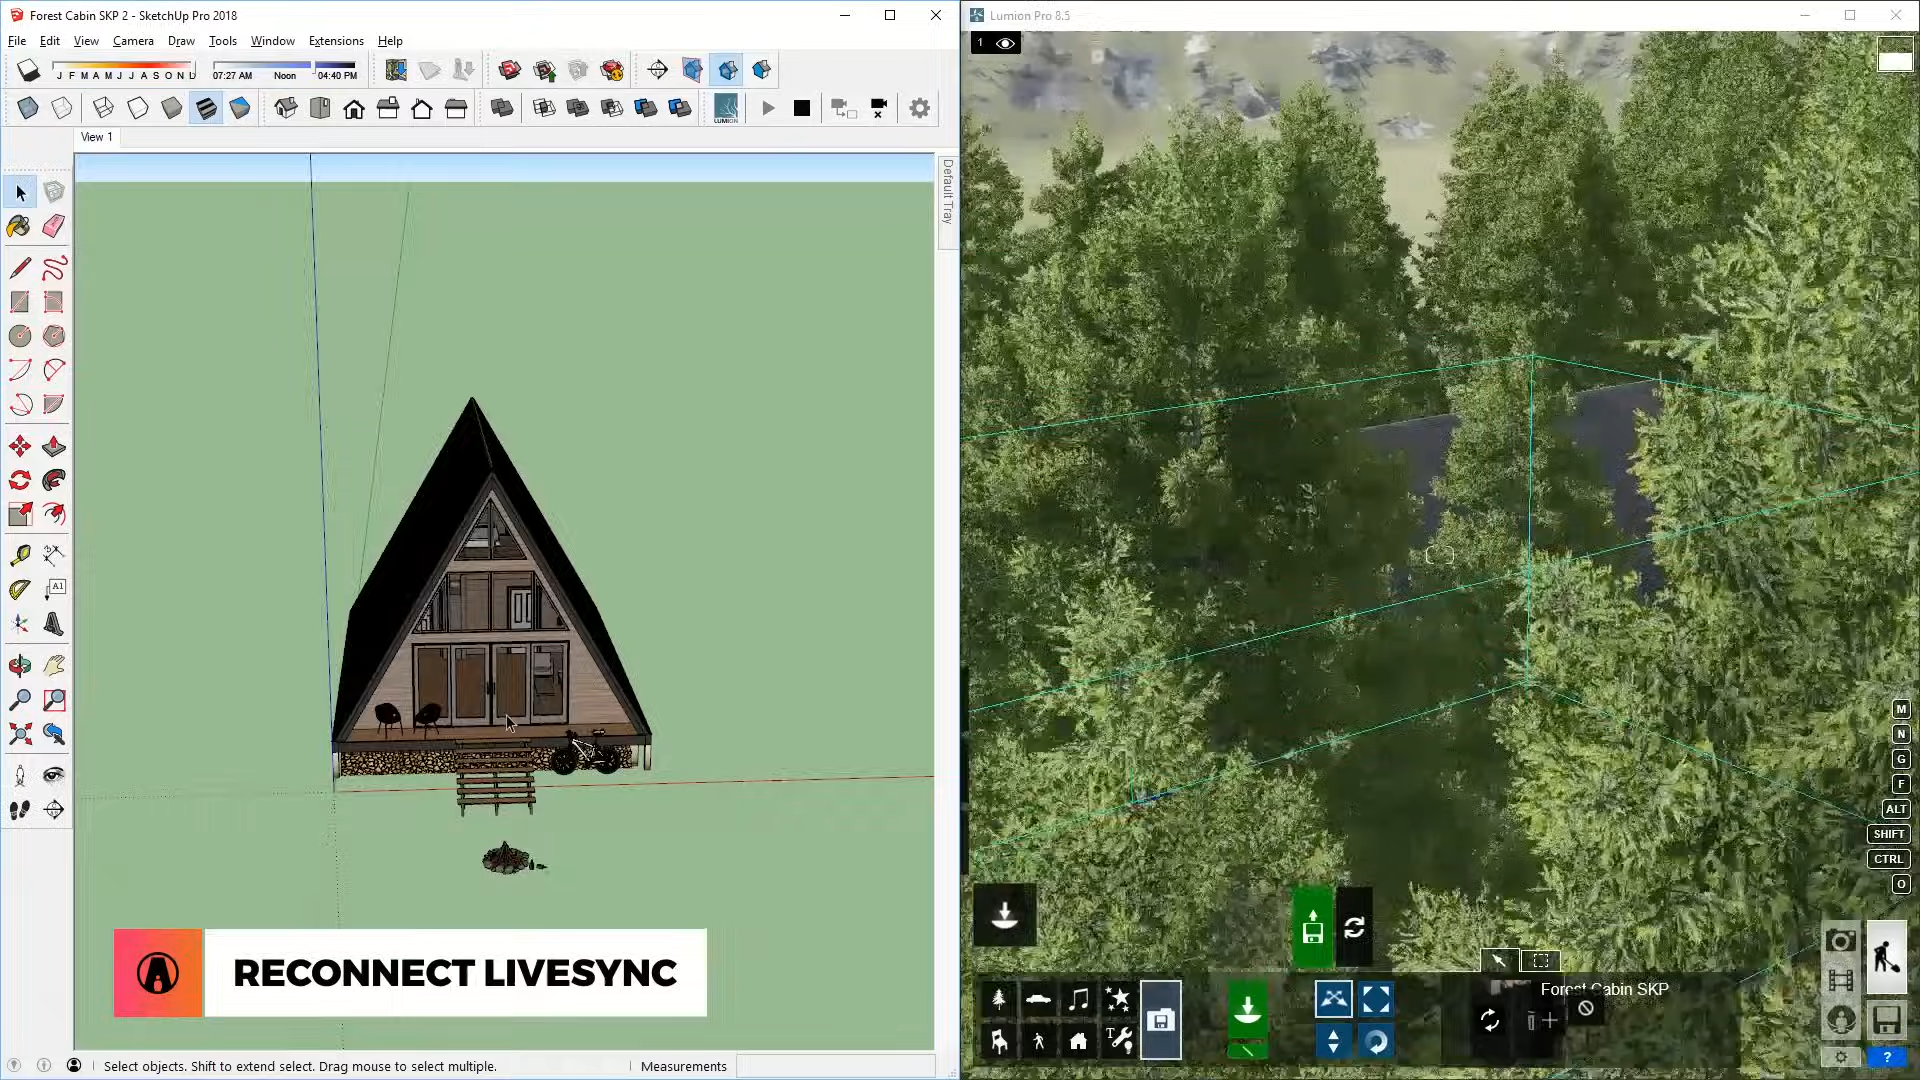 Forest Cabin SKP 2 - SketchUp Pro 2018
File Edit View Camera Draw Tools Window Extensions Help
J F M A M J J A S O N D
07:27 AM Noon 04:40 PM
LUMION
View 1
Default Tray
A1
RECONNECT LIVESYNC
Select objects. Shift to extend select. Drag mouse to select multiple.
Measurements
Lumion Pro 8.5
1
M
N
G
F
ALT
SHIFT
CTRL
O
Forest Cabin SKP
T
?